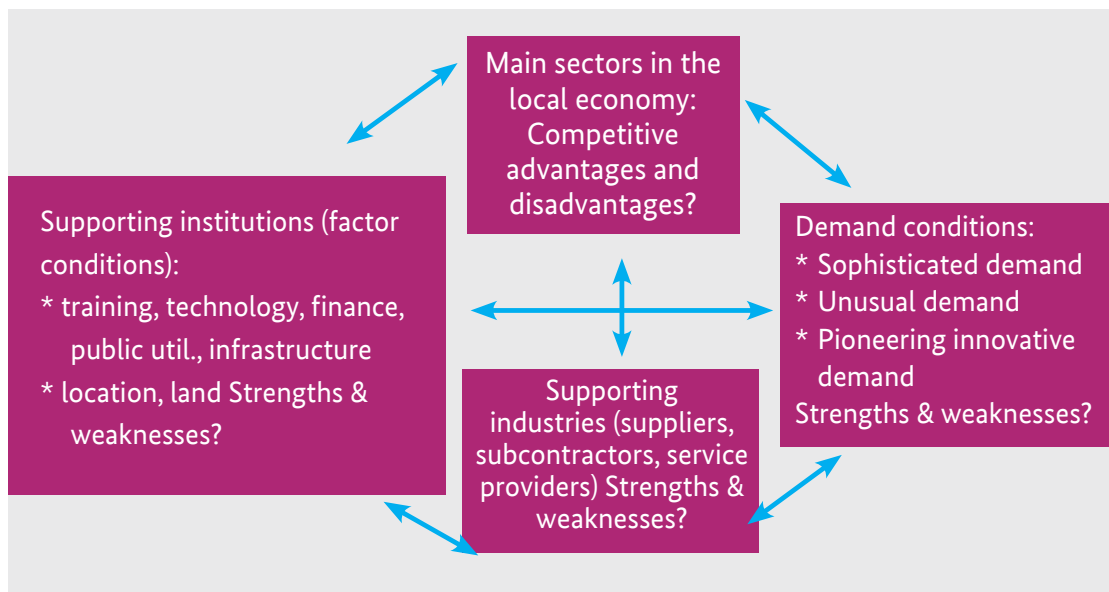 Main sectors in the
local economy:
Competitive
advantages and
disadvantages?
Supporting institutions (factor
conditions):
* training, technology, finance,
public util., infrastructure
* location, land Strengths &
weaknesses?
Demand conditions:
* Sophisticated demand
* Unusual demand
* Pioneering innovative
demand
Strengths & weaknesses?
Supporting
industries (suppliers,
subcontractors, service
providers) Strengths &
weaknesses?